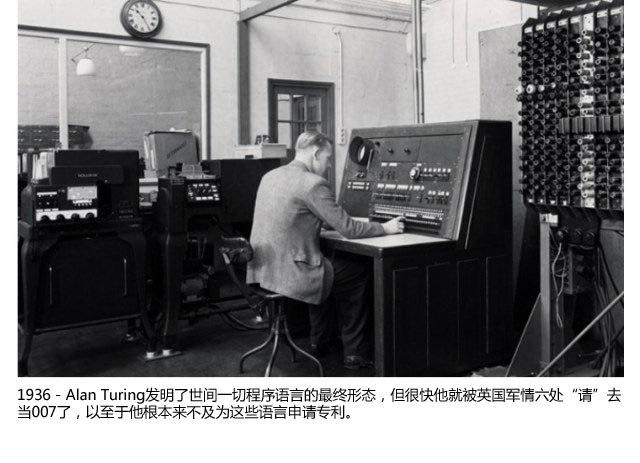 1936 - Alan Turing发明了世间一切程序语言的最终形态，但很快他就被英国军情六处“请”去
当007了，以至于他根本来不及为这些语言申请专利。